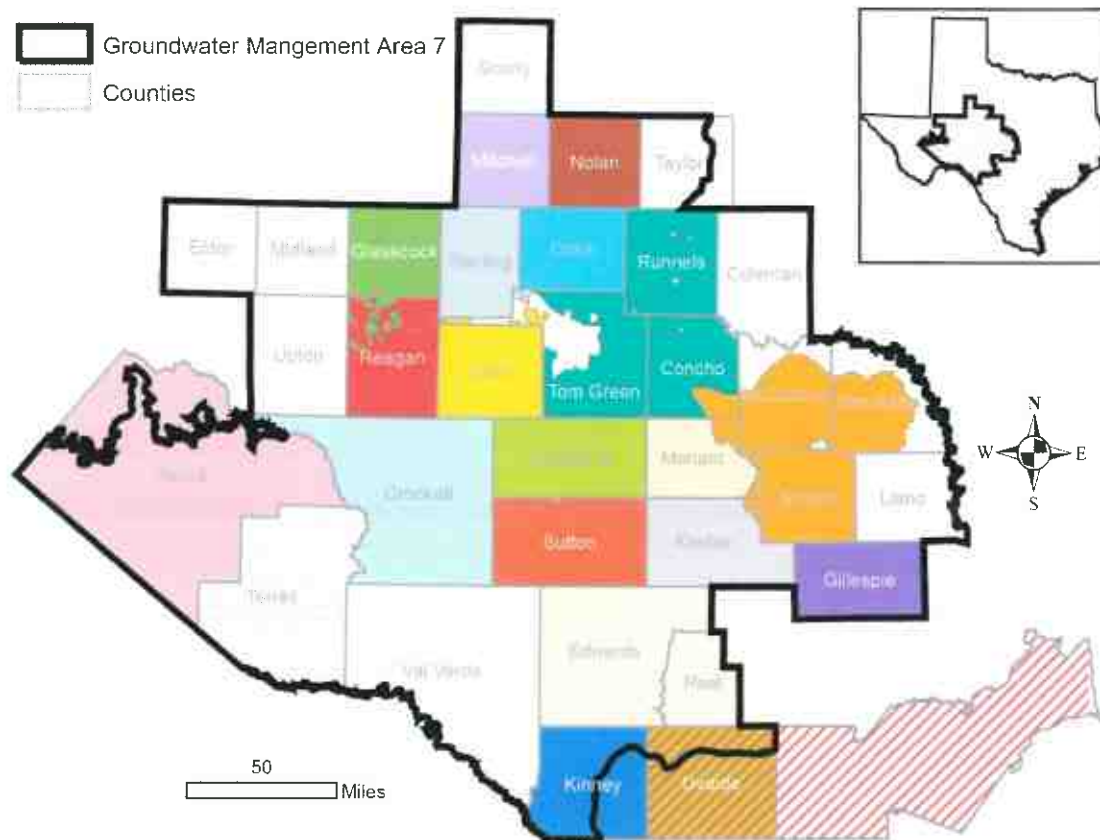 Groundwater Mangement Area 7
Counties
Scurry
Mitchell
Nolan
Taylor
Ector
Midland
Glasscock
Sterling
Coke
Runnels
Coleman
Upton
Reagan
Tom Green
Concho
Crockett
Menard
Llano
Sutton
Kimble
Gillespie
Terrell
Val Verde
Edwards
Real
Kinney
Uvalde
N
W
E
S
50
Miles